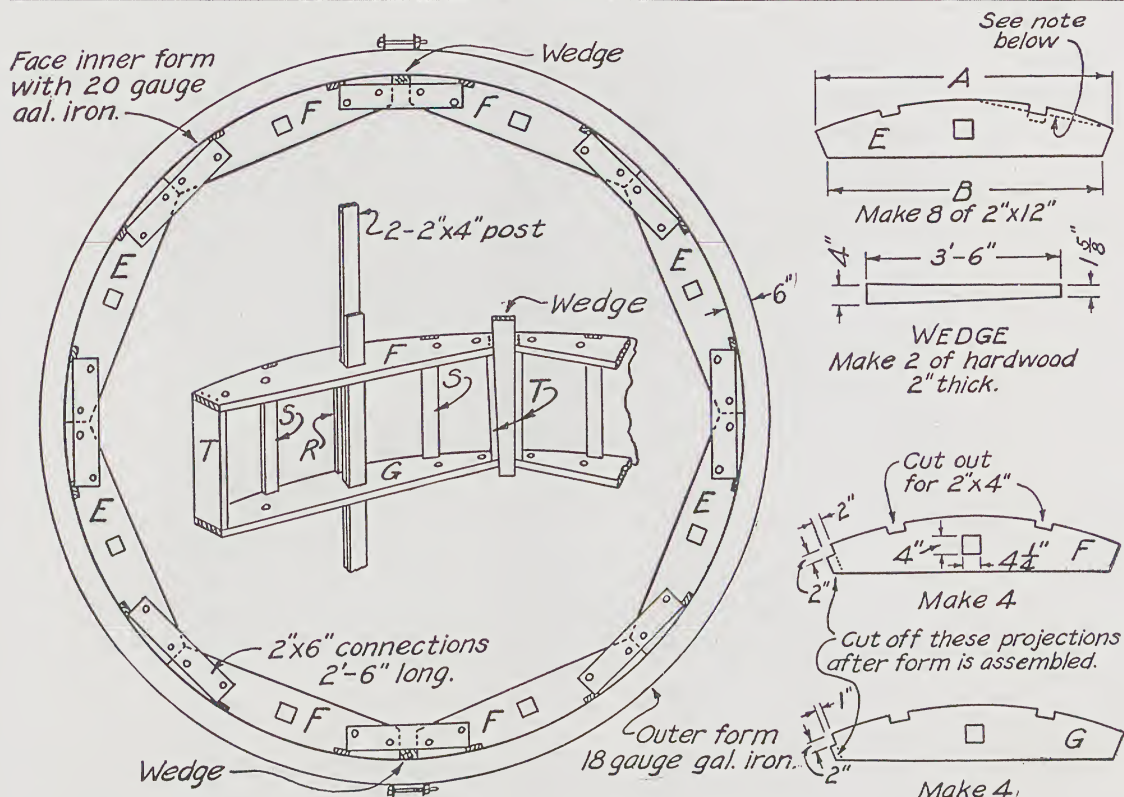 Face inner form
with 20 gauge
aal. iron.
Wedge
F
F
E
E
E
E
F
F
2-2"x4" post
Wedge
F
S
S
T
R
T
G
6"
2"x6" connections
2'-6" long.
Wedge
Outer form
18 gauge gal. iron.
See note
below
A
E
B
Make 8 of 2"x12"
4"
3'-6"
1 5/8"
WEDGE
Make 2 of hardwood
2" thick.
Cut out
for 2"x4"
2"
2"
4"
4 1/4"
F
Make 4
Cut off these projections
after form is assembled.
1"
2"
G
Make 4